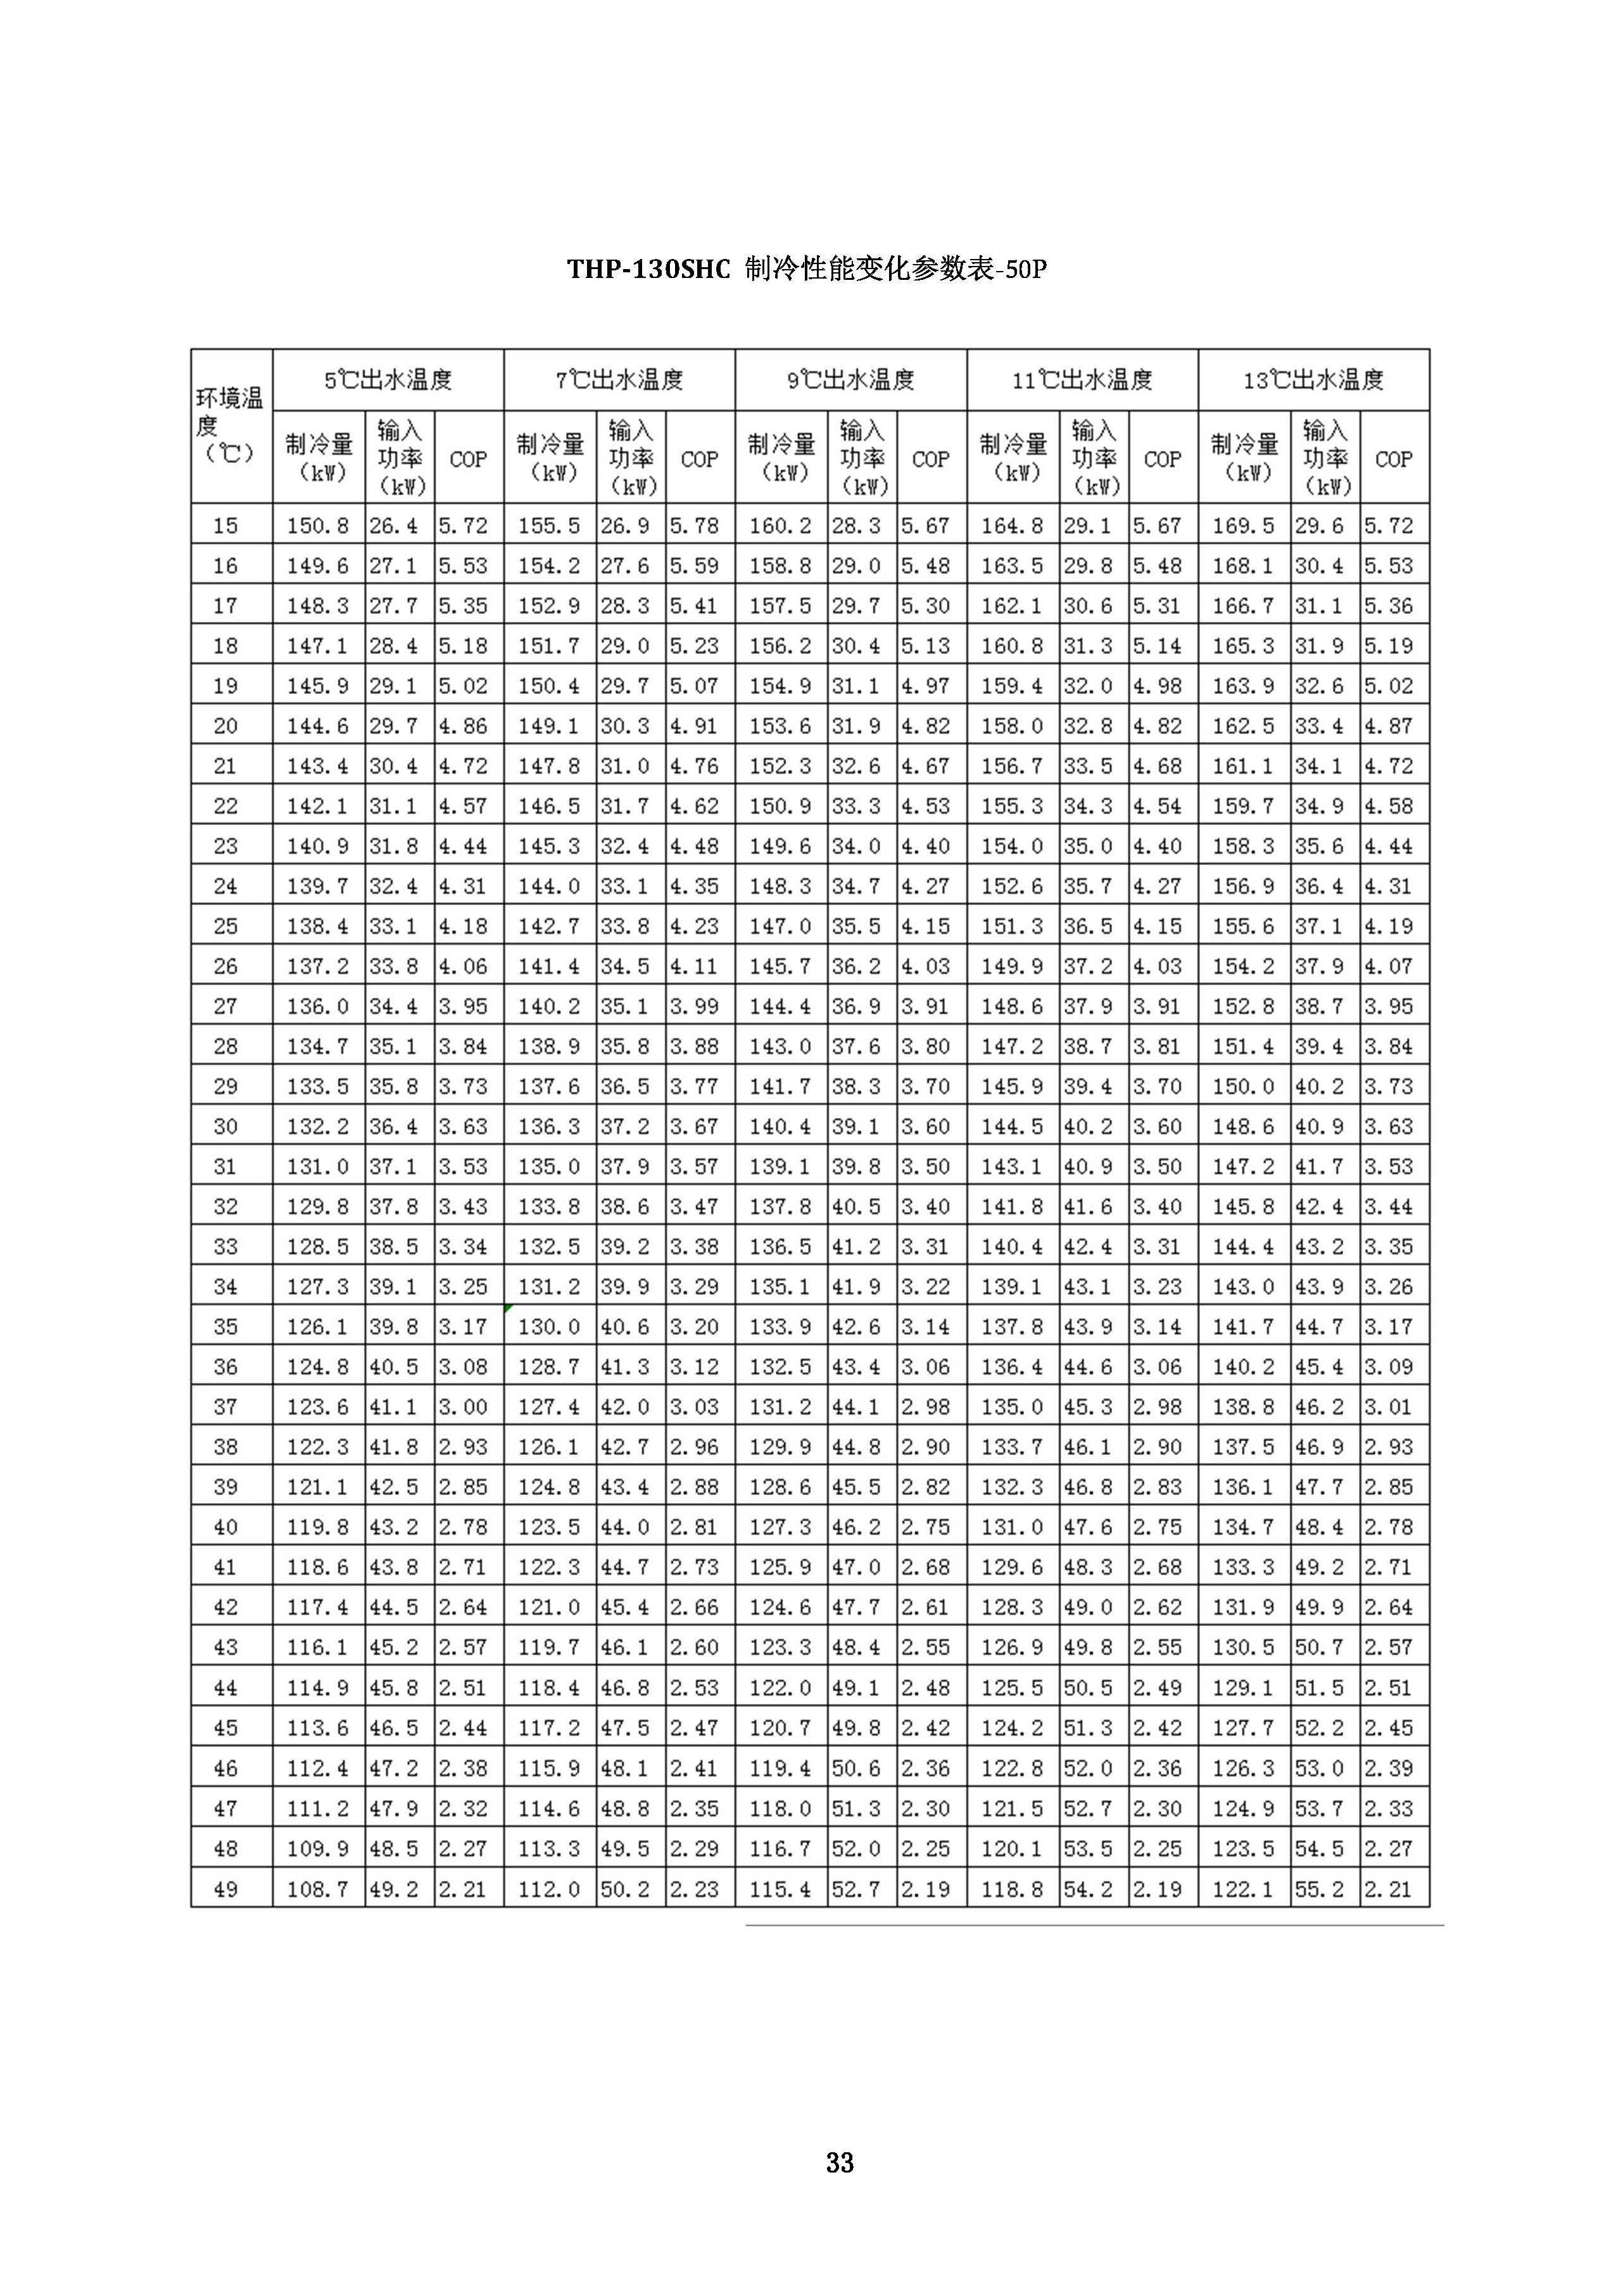 THP-130SHC 制冷性能变化参数表-50P
环境温度（℃） 5℃出水温度 7℃出水温度 9℃出水温度 11℃出水温度 13℃出水温度
制冷量（kW） 输入功率（kW） COP 制冷量（kW） 输入功率（kW） COP 制冷量（kW） 输入功率（kW） COP 制冷量（kW） 输入功率（kW） COP 制冷量（kW） 输入功率（kW） COP
15 150.8 26.4 5.72 155.5 26.9 5.78 160.2 28.3 5.67 164.8 29.1 5.67 169.5 29.6 5.72
16 149.6 27.1 5.53 154.2 27.6 5.59 158.8 29.0 5.48 163.5 29.8 5.48 168.1 30.4 5.53
17 148.3 27.7 5.35 152.9 28.3 5.41 157.5 29.7 5.30 162.1 30.6 5.31 166.7 31.1 5.36
18 147.1 28.4 5.18 151.7 29.0 5.23 156.2 30.4 5.13 160.8 31.3 5.14 165.3 31.9 5.19
19 145.9 29.1 5.02 150.4 29.7 5.07 154.9 31.1 4.97 159.4 32.0 4.98 163.9 32.6 5.02
20 144.6 29.7 4.86 149.1 30.3 4.91 153.6 31.9 4.82 158.0 32.8 4.82 162.5 33.4 4.87
21 143.4 30.4 4.72 147.8 31.0 4.76 152.3 32.6 4.67 156.7 33.5 4.68 161.1 34.1 4.72
22 142.1 31.1 4.57 146.5 31.7 4.62 150.9 33.3 4.53 155.3 34.3 4.54 159.7 34.9 4.58
23 140.9 31.8 4.44 145.3 32.4 4.48 149.6 34.0 4.40 154.0 35.0 4.40 158.3 35.6 4.44
24 139.7 32.4 4.31 144.0 33.1 4.35 148.3 34.7 4.27 152.6 35.7 4.27 156.9 36.4 4.31
25 138.4 33.1 4.18 142.7 33.8 4.23 147.0 35.5 4.15 151.3 36.5 4.15 155.6 37.1 4.19
26 137.2 33.8 4.06 141.4 34.5 4.11 145.7 36.2 4.03 149.9 37.2 4.03 154.2 37.9 4.07
27 136.0 34.4 3.95 140.2 35.1 3.99 144.4 36.9 3.91 148.6 37.9 3.91 152.8 38.7 3.95
28 134.7 35.1 3.84 138.9 35.8 3.88 143.0 37.6 3.80 147.2 38.7 3.81 151.4 39.4 3.84
29 133.5 35.8 3.73 137.6 36.5 3.77 141.7 38.3 3.70 145.9 39.4 3.70 150.0 40.2 3.73
30 132.2 36.4 3.63 136.3 37.2 3.67 140.4 39.1 3.60 144.5 40.2 3.60 148.6 40.9 3.63
31 131.0 37.1 3.53 135.0 37.9 3.57 139.1 39.8 3.50 143.1 40.9 3.50 147.2 41.7 3.53
32 129.8 37.8 3.43 133.8 38.6 3.47 137.8 40.5 3.40 141.8 41.6 3.40 145.8 42.4 3.44
33 128.5 38.5 3.34 132.5 39.2 3.38 136.5 41.2 3.31 140.4 42.4 3.31 144.4 43.2 3.35
34 127.3 39.1 3.25 131.2 39.9 3.29 135.1 41.9 3.22 139.1 43.1 3.23 143.0 43.9 3.26
35 126.1 39.8 3.17 130.0 40.6 3.20 133.9 42.6 3.14 137.8 43.9 3.14 141.7 44.7 3.17
36 124.8 40.5 3.08 128.7 41.3 3.12 132.5 43.4 3.06 136.4 44.6 3.06 140.2 45.4 3.09
37 123.6 41.1 3.00 127.4 42.0 3.03 131.2 44.1 2.98 135.0 45.3 2.98 138.8 46.2 3.01
38 122.3 41.8 2.93 126.1 42.7 2.96 129.9 44.8 2.90 133.7 46.1 2.90 137.5 46.9 2.93
39 121.1 42.5 2.85 124.8 43.4 2.88 128.6 45.5 2.82 132.3 46.8 2.83 136.1 47.7 2.85
40 119.8 43.2 2.78 123.5 44.0 2.81 127.3 46.2 2.75 131.0 47.6 2.75 134.7 48.4 2.78
41 118.6 43.8 2.71 122.3 44.7 2.73 125.9 47.0 2.68 129.6 48.3 2.68 133.3 49.2 2.71
42 117.4 44.5 2.64 121.0 45.4 2.66 124.6 47.7 2.61 128.3 49.0 2.62 131.9 49.9 2.64
43 116.1 45.2 2.57 119.7 46.1 2.60 123.3 48.4 2.55 126.9 49.8 2.55 130.5 50.7 2.57
44 114.9 45.8 2.51 118.4 46.8 2.53 122.0 49.1 2.48 125.5 50.5 2.49 129.1 51.5 2.51
45 113.6 46.5 2.44 117.2 47.5 2.47 120.7 49.8 2.42 124.2 51.3 2.42 127.7 52.2 2.45
46 112.4 47.2 2.38 115.9 48.1 2.41 119.4 50.6 2.36 122.8 52.0 2.36 126.3 53.0 2.39
47 111.2 47.9 2.32 114.6 48.8 2.35 118.0 51.3 2.30 121.5 52.7 2.30 124.9 53.7 2.33
48 109.9 48.5 2.27 113.3 49.5 2.29 116.7 52.0 2.25 120.1 53.5 2.25 123.5 54.5 2.27
49 108.7 49.2 2.21 112.0 50.2 2.23 115.4 52.7 2.19 118.8 54.2 2.19 122.1 55.2 2.21
33